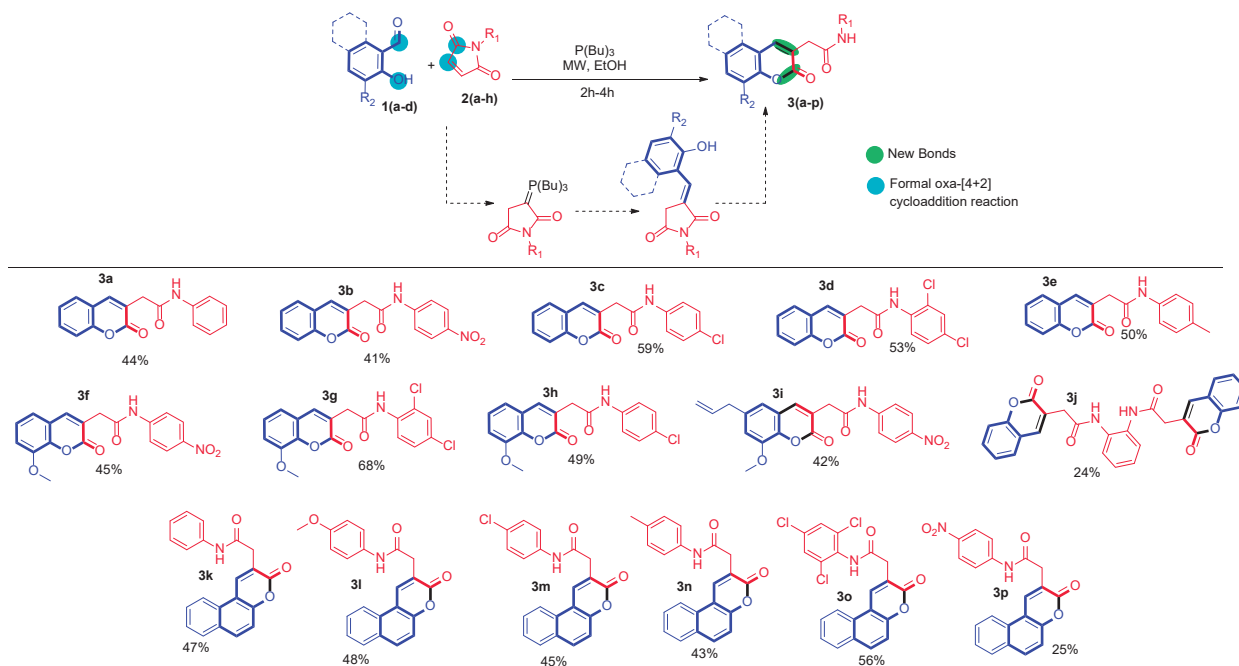 O
OH
R₂
1(a-d)
+
O
N
R₁
O
2(a-h)
P(Bu)₃
MW, EtOH
2h-4h
R₁
NH
O
O
O
R₂
3(a-p)
P(Bu)₃
O
O
N
R₁
R₂
OH
O
O
N
R₁
New Bonds
Formal oxa-[4+2]
cycloaddition reaction
3a
H
N
O
O
O
44%
3b
H
N
O
O
O
NO₂
41%
3c
H
N
O
O
O
Cl
59%
3d
H
N
Cl
O
O
O
Cl
53%
3e
H
N
O
O
O
50%
3f
H
N
O
O
O
O
NO₂
45%
3g
H
N
Cl
O
O
O
O
Cl
68%
3h
H
N
O
O
O
O
Cl
49%
3i
H
N
O
O
O
O
NO₂
42%
3j
O
O
H
N
O
H
N
O
O
O
24%
3k
O
N
H
O
O
47%
3l
O
O
N
H
O
O
48%
3m
Cl
O
N
H
O
O
45%
3n
O
N
H
O
O
43%
3o
Cl
Cl
O
N
H
Cl
O
O
56%
3p
NO₂
O
N
H
O
O
25%